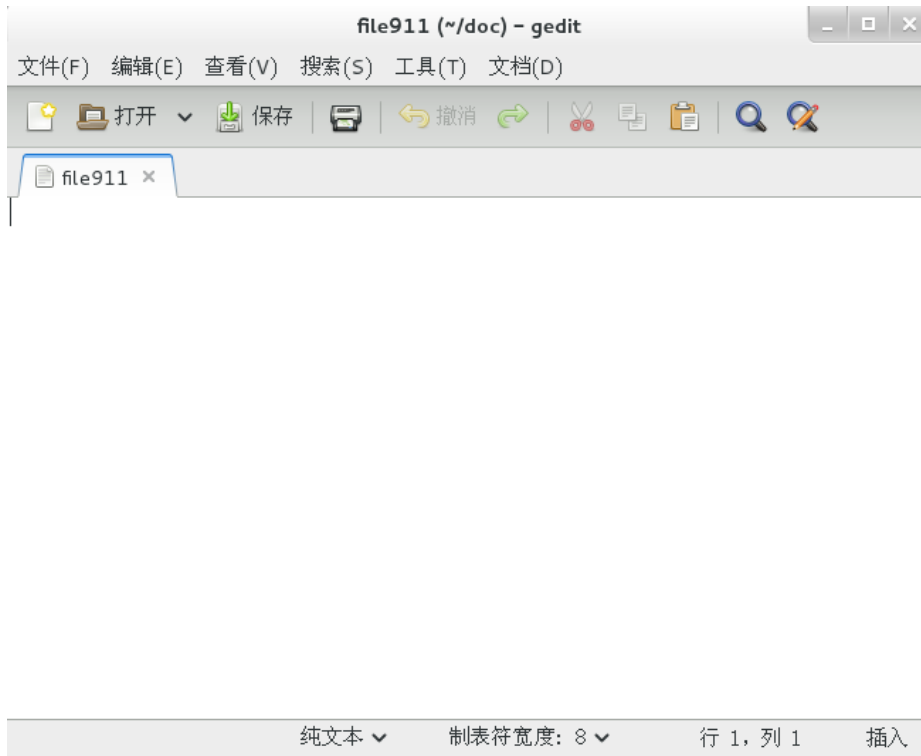 file911 (~/doc) – gedit
文件(F) 编辑(E) 查看(V) 搜索(S) 工具(T) 文档(D)
打开 保存 撤消
file911
纯文本 制表符宽度: 8 行 1, 列 1 插入